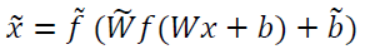 x̃ = f̃ (W̃f(Wx + b) + b̃)